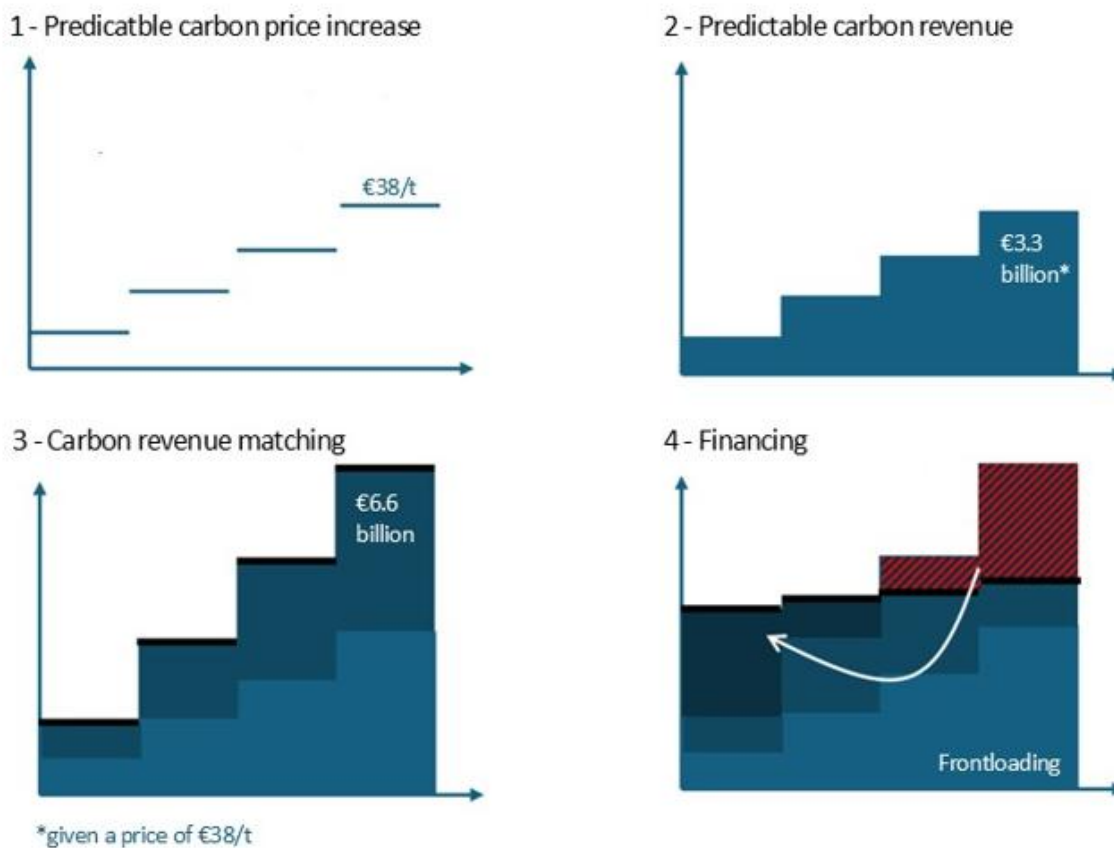 1 - Predicatble carbon price increase
€38/t
2 - Predictable carbon revenue
€3.3
billion*
3 - Carbon revenue matching
€6.6
billion
4 - Financing
Frontloading
*given a price of €38/t